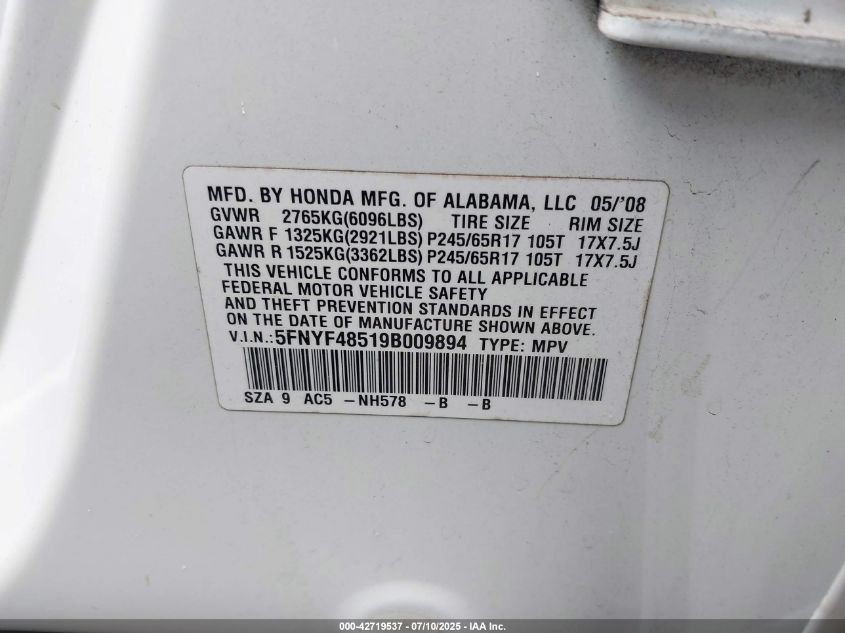 MFD. BY HONDA MFG. OF ALABAMA, LLC 05/'08
GVWR 2765KG(6096LBS) TIRE SIZE RIM SIZE
GAWR F 1325KG(2921LBS) P245/65R17 105T 17X7.5J
GAWR R 1525KG(3362LBS) P245/65R17 105T 17X7.5J
THIS VEHICLE CONFORMS TO ALL APPLICABLE
FEDERAL MOTOR VEHICLE SAFETY
AND THEFT PREVENTION STANDARDS IN EFFECT
ON THE DATE OF MANUFACTURE SHOWN ABOVE.
V.I.N.: 5FNYF48519B009894 TYPE: MPV
SZA 9 AC5 -NH578 -B -B
000-42719537 - 07/10/2025 - IAA Inc.